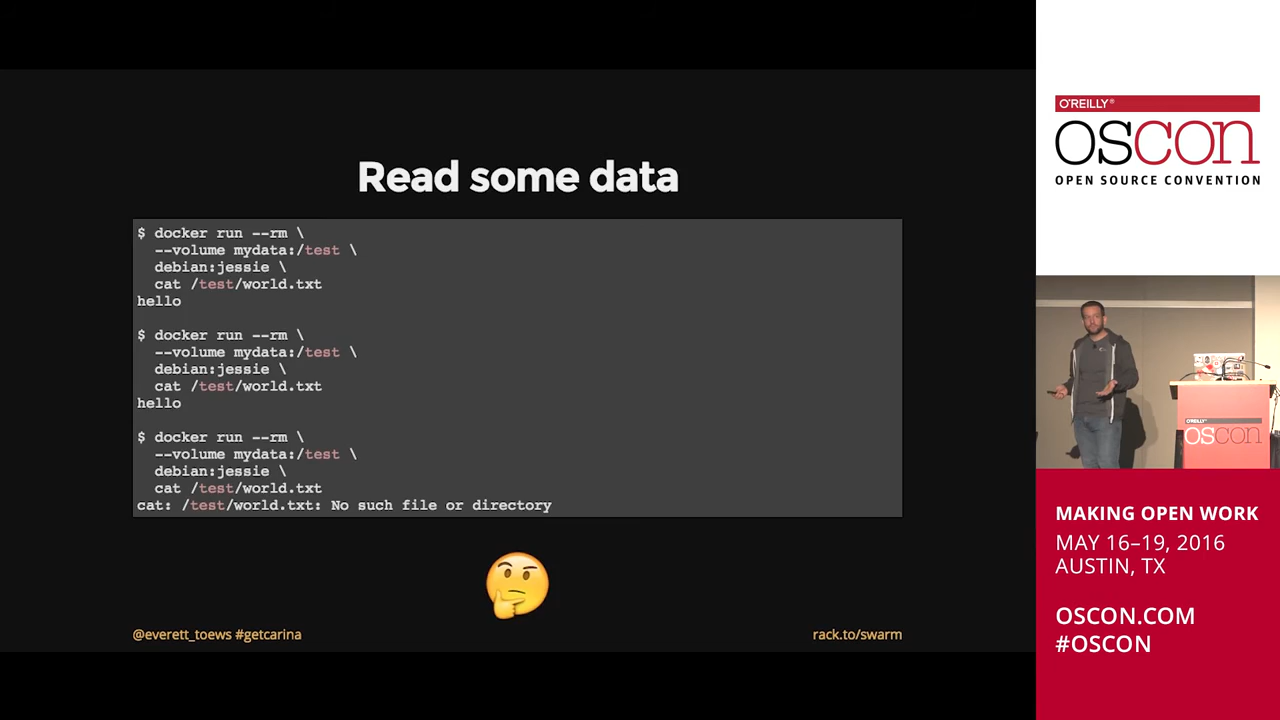 Read some data
$ docker run --rm \
--volume mydata:/test \
debian:jessie \
cat /test/world.txt
hello
$ docker run --rm \
--volume mydata:/test \
debian:jessie \
cat /test/world.txt
hello
$ docker run --rm \
--volume mydata:/test \
debian:jessie \
cat /test/world.txt
cat: /test/world.txt: No such file or directory
@everett_toews #getcarina
rack.to/swarm
O'REILLY®
OSCON
OPEN SOURCE CONVENTION
O'REILLY
OSCON
MAKING OPEN WORK
MAY 16–19, 2016
AUSTIN, TX
OSCON.COM
#OSCON